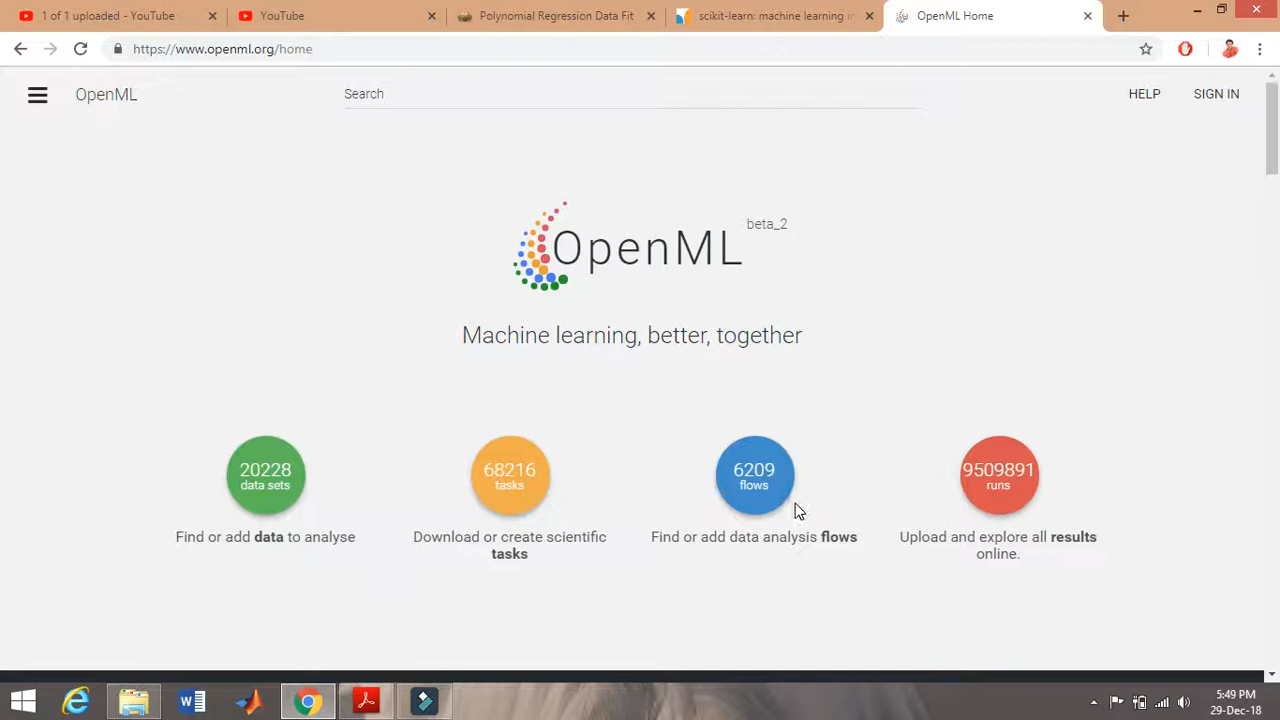 1 of 1 uploaded - YouTube
YouTube
Polynomial Regression Data Fit
scikit-learn: machine learning in
OpenML Home
https://www.openml.org/home
OpenML
Search
HELP
SIGN IN
OpenML
beta_2
Machine learning, better, together
20228
data sets
68216
tasks
6209
flows
9509891
runs
Find or add data to analyse
Download or create scientific
tasks
Find or add data analysis flows
Upload and explore all results
online.
5:49 PM
29-Dec-18